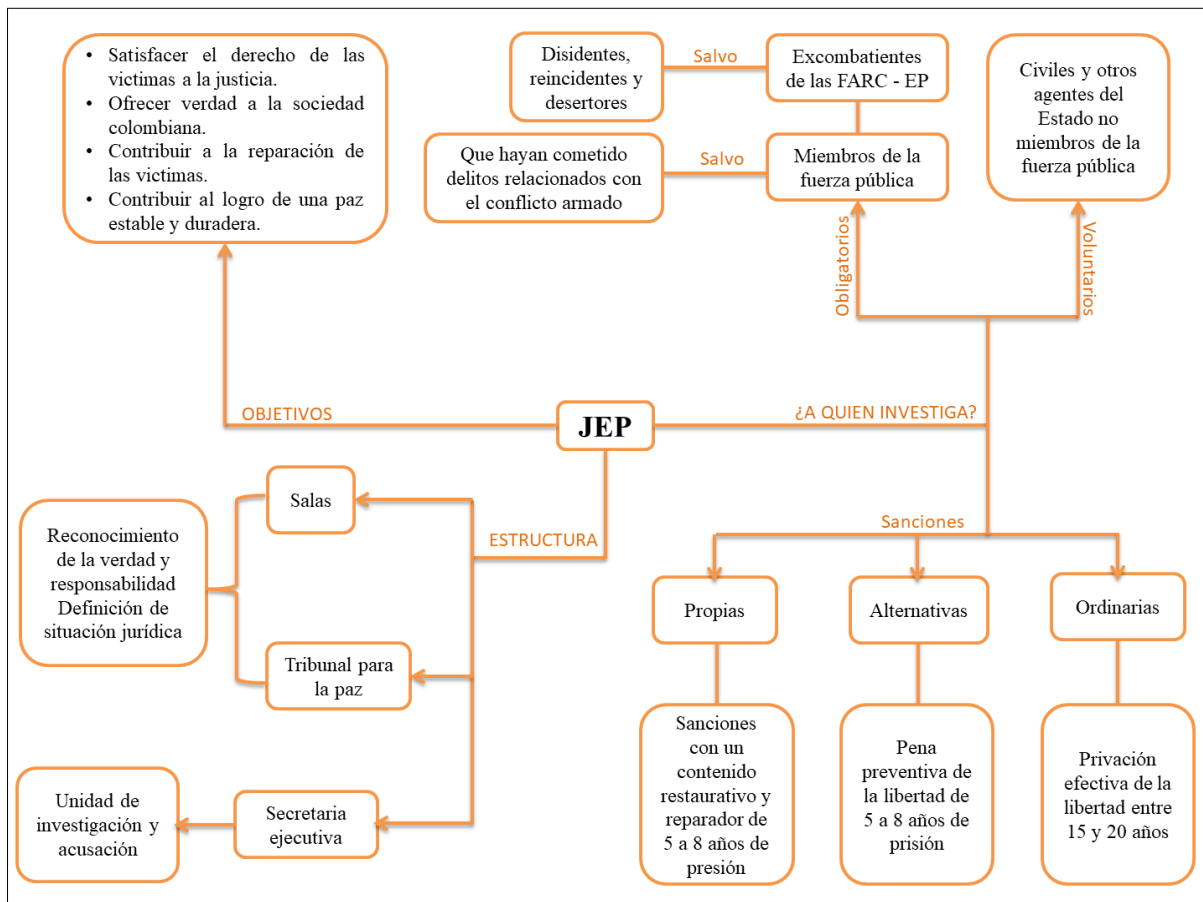 • Satisfacer el derecho de las
victimas a la justicia.
• Ofrecer verdad a la sociedad
colombiana.
• Contribuir a la reparación de
las victimas.
• Contribuir al logro de una paz
estable y duradera.
Disidentes,
reincidentes y
desertores
Salvo
Excombatientes
de las FARC - EP
Que hayan cometido
delitos relacionados con
el conflicto armado
Salvo
Miembros de la
fuerza pública
Civiles y otros
agentes del
Estado no
miembros de la
fuerza pública
Obligatorios
Voluntarios
OBJETIVOS
JEP
¿A QUIEN INVESTIGA?
ESTRUCTURA
Salas
Reconocimiento
de la verdad y
responsabilidad
Definición de
situación jurídica
Tribunal para
la paz
Unidad de
investigación y
acusación
Secretaria
ejecutiva
Sanciones
Propias
Alternativas
Ordinarias
Sanciones
con un
contenido
restaurativo y
reparador de
5 a 8 años de
presión
Pena
preventiva de
la libertad de
5 a 8 años de
prisión
Privación
efectiva de la
libertad entre
15 y 20 años